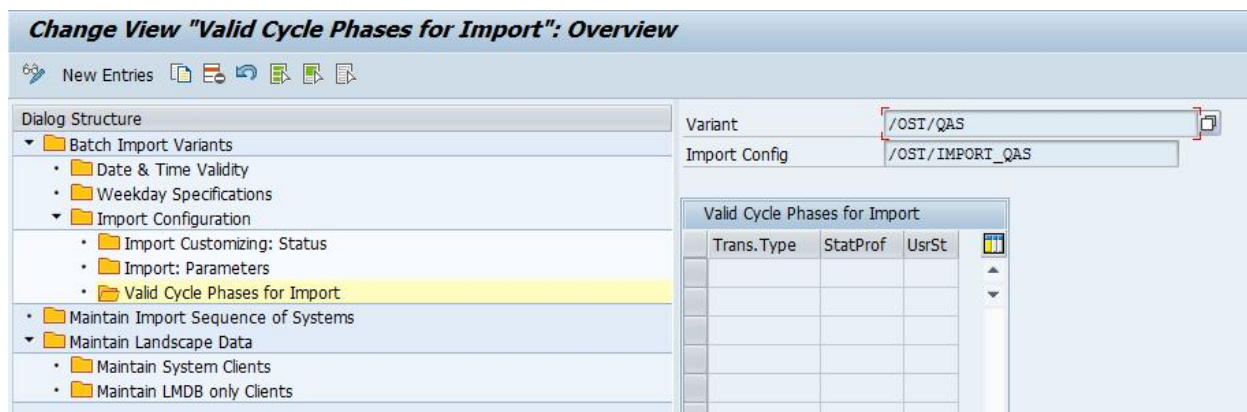 Change View "Valid Cycle Phases for Import": Overview
New Entries
Dialog Structure
Batch Import Variants
Date & Time Validity
Weekday Specifications
Import Configuration
Import Customizing: Status
Import: Parameters
Valid Cycle Phases for Import
Maintain Import Sequence of Systems
Maintain Landscape Data
Maintain System Clients
Maintain LMDB only Clients
Variant /OST/QAS
Import Config /OST/IMPORT_QAS
Valid Cycle Phases for Import
Trans.Type StatProf UsrSt